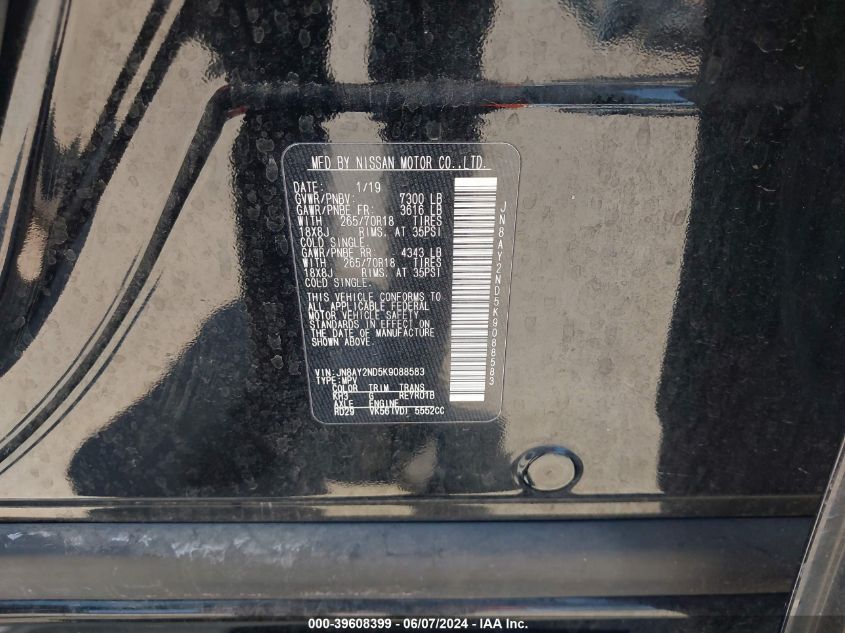 MFD BY NISSAN MOTOR CO.,LTD.
DATE: 1/19
GVWR/PNBV: 7300 LB
GAWR/PNBE FR: 3616 LB
WITH 265/70R18 TIRES
18X8J RIMS. AT 35PSI
COLD SINGLE.
GAWR/PNBE RR: 4343 LB
WITH 265/70R18 TIRES
18X8J RIMS. AT 35PSI
COLD SINGLE.
THIS VEHICLE CONFORMS TO
ALL APPLICABLE FEDERAL
MOTOR VEHICLE SAFETY
STANDARDS IN EFFECT ON
THE DATE OF MANUFACTURE
SHOWN ABOVE.
VIN:JN8AY2ND5K9088583
TYPE:MPV
COLOR TRIM TRANS
KH3 G RE7R01B
AXLE ENGINE
RD29 VK56(VD) 5552CC
JN8AY2ND5K9088583
000-39608399 - 06/07/2024 - IAA Inc.